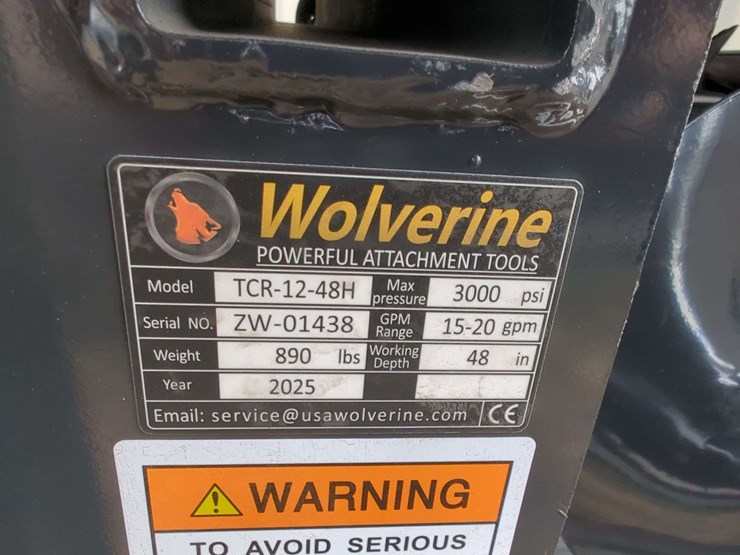 Wolverine
POWERFUL ATTACHMENT TOOLS
Model TCR-12-48H Max pressure 3000 psi
Serial NO. ZW-01438 GPM Range 15-20 gpm
Weight 890 lbs Working Depth 48 in
Year 2025
Email: service@usawolverine.com CE
WARNING
TO AVOID SERIOUS